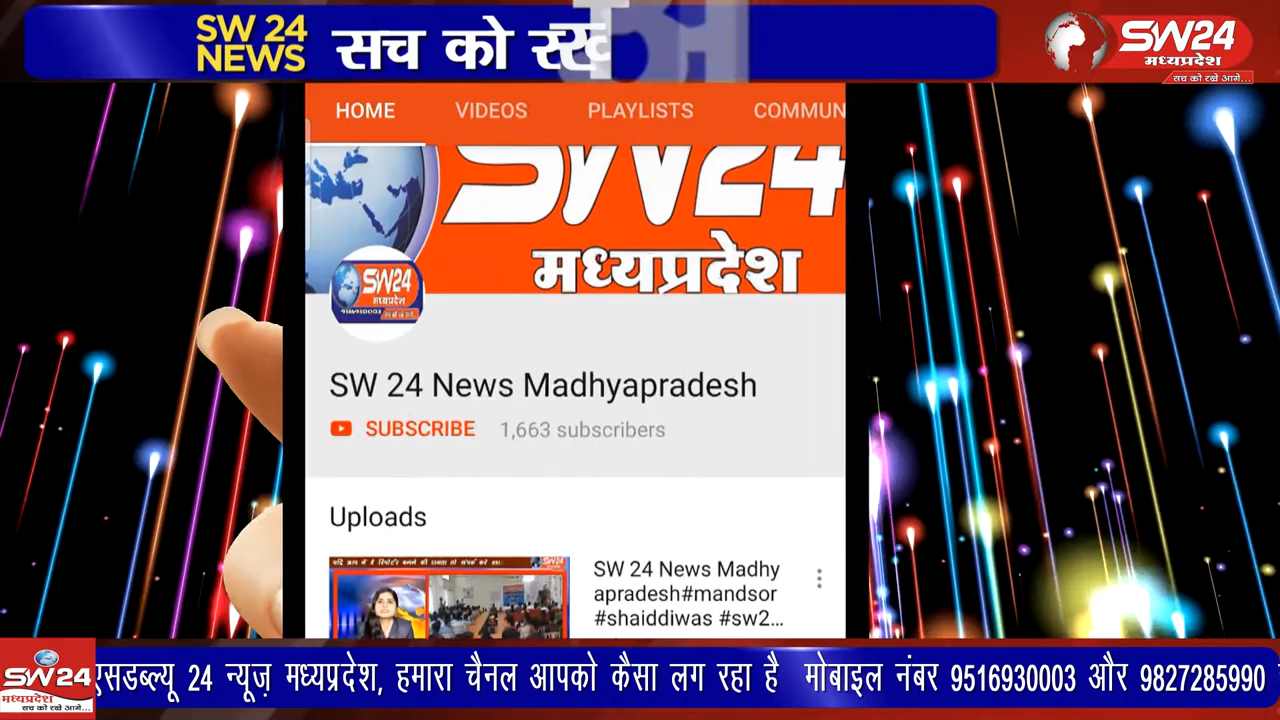 SW 24
NEWS
सच को रखे
SW24
मध्यप्रदेश
सच को रखे आगे...
HOME VIDEOS PLAYLISTS COMMUN
SW24
मध्यप्रदेश
SW24
मध्यप्रदेश
SW 24 News Madhyapradesh
SUBSCRIBE 1,663 subscribers
Uploads
SW 24 News Madhy
apradesh#mandsor
#shaiddiwas #sw2...
SW24
मध्यप्रदेश
सच को रखे आगे...
एसडब्ल्यू 24 न्यूज़ मध्यप्रदेश, हमारा चैनल आपको कैसा लग रहा है मोबाइल नंबर 9516930003 और 9827285990